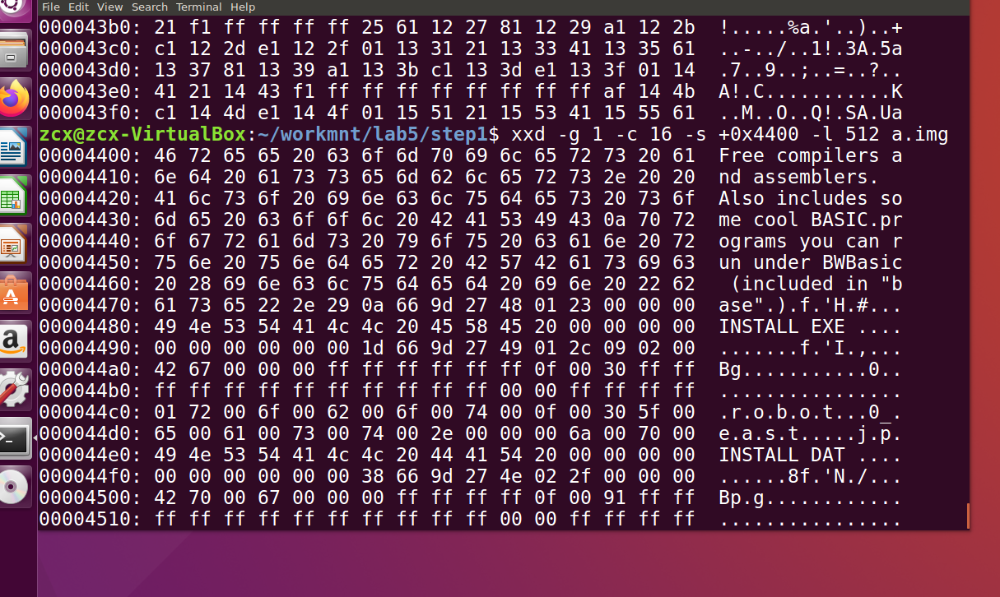 File Edit View Search Terminal Help
000043b0: 21 f1 ff ff ff ff 25 61 12 27 81 12 29 a1 12 2b  !.....%a.'..)..+
000043c0: c1 12 2d e1 12 2f 01 13 31 21 13 33 41 13 35 61  ..-../..1!.3A.5a
000043d0: 13 37 81 13 39 a1 13 3b c1 13 3d e1 13 3f 01 14  .7..9..;..=..?..
000043e0: 41 21 14 43 f1 ff ff ff ff ff ff ff ff af 14 4b  A!.C...........K
000043f0: c1 14 4d e1 14 4f 01 15 51 21 15 53 41 15 55 61  ..M..O..Q!.SA.Ua
zcx@zcx-VirtualBox:~/workmnt/lab5/step1$ xxd -g 1 -c 16 -s +0x4400 -l 512 a.img
00004400: 46 72 65 65 20 63 6f 6d 70 69 6c 65 72 73 20 61  Free compilers a
00004410: 6e 64 20 61 73 73 65 6d 62 6c 65 72 73 2e 20 20  nd assemblers.
00004420: 41 6c 73 6f 20 69 6e 63 6c 75 64 65 73 20 73 6f  Also includes so
00004430: 6d 65 20 63 6f 6f 6c 20 42 41 53 49 43 0a 70 72  me cool BASIC.pr
00004440: 6f 67 72 61 6d 73 20 79 6f 75 20 63 61 6e 20 72  ograms you can r
00004450: 75 6e 20 75 6e 64 65 72 20 42 57 42 61 73 69 63  un under BWBasic
00004460: 20 28 69 6e 63 6c 75 64 65 64 20 69 6e 20 22 62   (included in "b
00004470: 61 73 65 22 2e 29 0a 66 9d 27 48 01 23 00 00 00  ase".).f.'H.#...
00004480: 49 4e 53 54 41 4c 4c 20 45 58 45 20 00 00 00 00  INSTALL EXE ....
00004490: 00 00 00 00 00 00 1d 66 9d 27 49 01 2c 09 02 00  .......f.'I.,...
000044a0: 42 67 00 00 00 ff ff ff ff ff ff 0f 00 30 ff ff  Bg...........0..
000044b0: ff ff ff ff ff ff ff ff ff ff 00 00 ff ff ff ff  ................
000044c0: 01 72 00 6f 00 62 00 6f 00 74 00 0f 00 30 5f 00  .r.o.b.o.t...0_.
000044d0: 65 00 61 00 73 00 74 00 2e 00 00 00 6a 00 70 00  e.a.s.t.....j.p.
000044e0: 49 4e 53 54 41 4c 4c 20 44 41 54 20 00 00 00 00  INSTALL DAT ....
000044f0: 00 00 00 00 00 00 38 66 9d 27 4e 02 2f 00 00 00  ......8f.'N./...
00004500: 42 70 00 67 00 00 00 ff ff ff ff 0f 00 91 ff ff  Bp.g............
00004510: ff ff ff ff ff ff ff ff ff ff 00 00 ff ff ff ff  ................